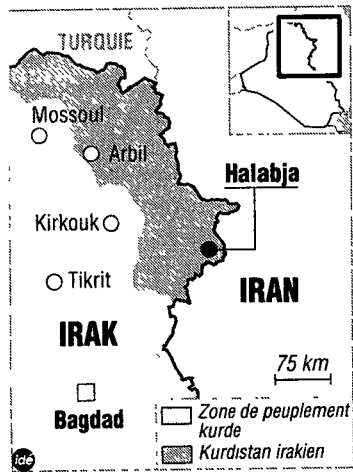 TURQUIE
Mossoul
Arbil
Halabja
Kirkouk
Tikrit
IRAN
IRAK
75 km
Bagdad
Zone de peuplement
kurde
Kurdistan irakien
idé